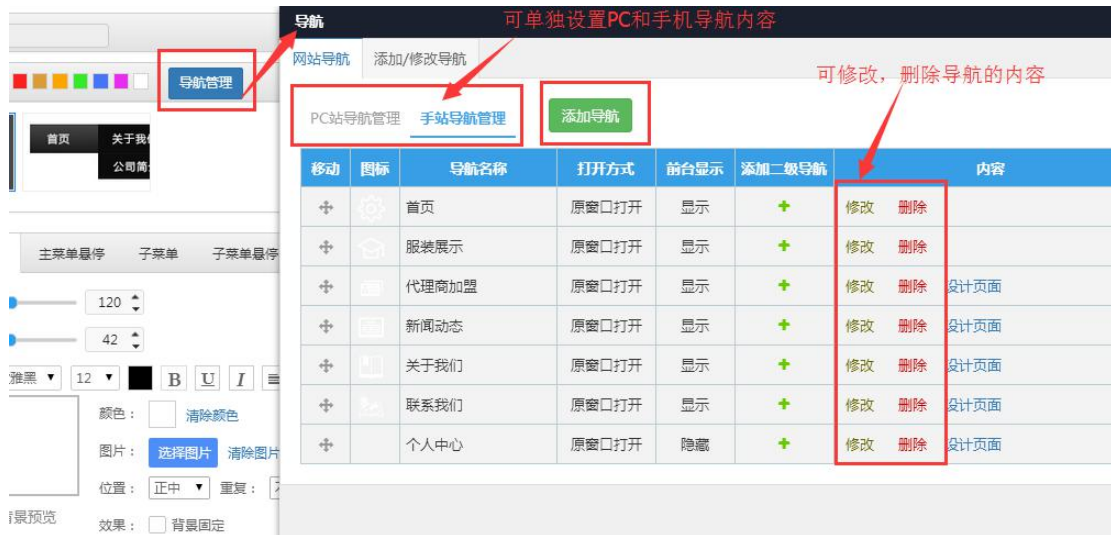 导航
可单独设置PC和手机导航内容
网站导航 添加/修改导航
导航管理
可修改，删除导航的内容
PC站导航管理 手站导航管理 添加导航
首页 关于我
公司简
移动 图标 导航名称 打开方式 前台显示 添加二级导航 内容
首页 原窗口打开 显示 修改 删除
服装展示 原窗口打开 显示 修改 删除
代理商加盟 原窗口打开 显示 修改 删除 设计页面
新闻动态 原窗口打开 显示 修改 删除 设计页面
关于我们 原窗口打开 显示 修改 删除 设计页面
联系我们 原窗口打开 显示 修改 删除 设计页面
个人中心 原窗口打开 隐藏 修改 删除 设计页面
主菜单悬停 子菜单 子菜单悬停
120
42
雅黑 12 B U I
颜色： 清除颜色
图片： 选择图片 清除图片
位置： 正中 重复：
背景预览
效果： 背景固定